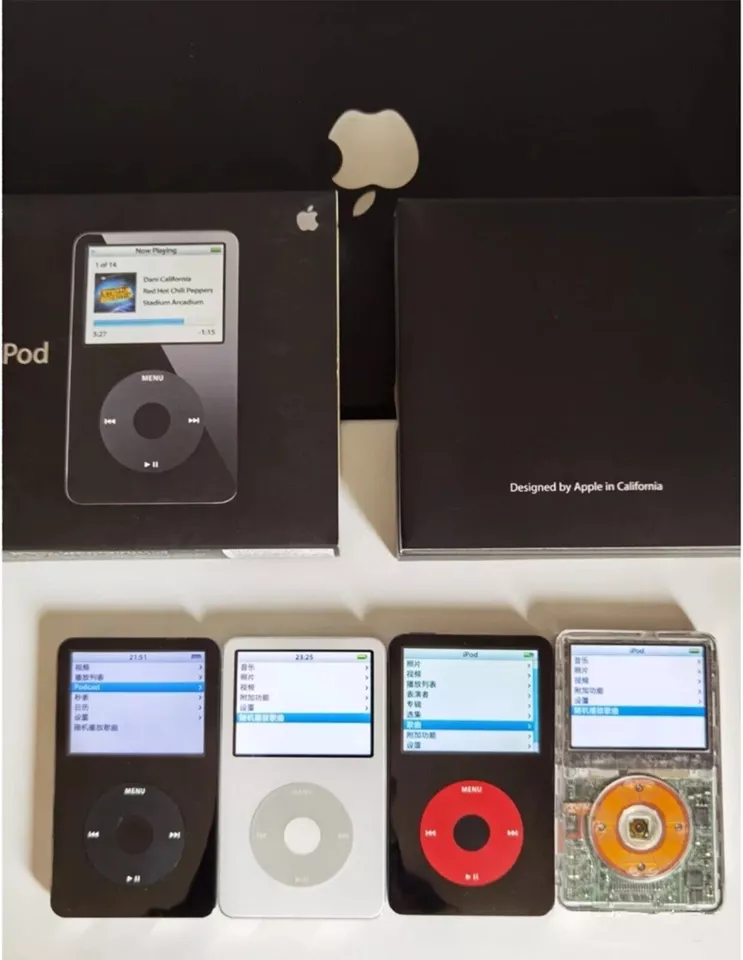 Now Playing
1 of 14
Dani California
Red Hot Chili Peppers
Stadium Arcadium
3:27
-1:15
Pod
MENU
Designed by Apple in California
21:51
视频
播放列表
Podcast
秒表
日历
设置
随机播放歌曲
MENU
23:25
音乐
照片
视频
附加功能
设置
随机播放歌曲
MENU
iPod
照片
视频
播放列表
表演者
专辑
选集
歌曲
附加功能
设置
MENU
iPod
音乐
照片
视频
附加功能
设置
随机播放歌曲